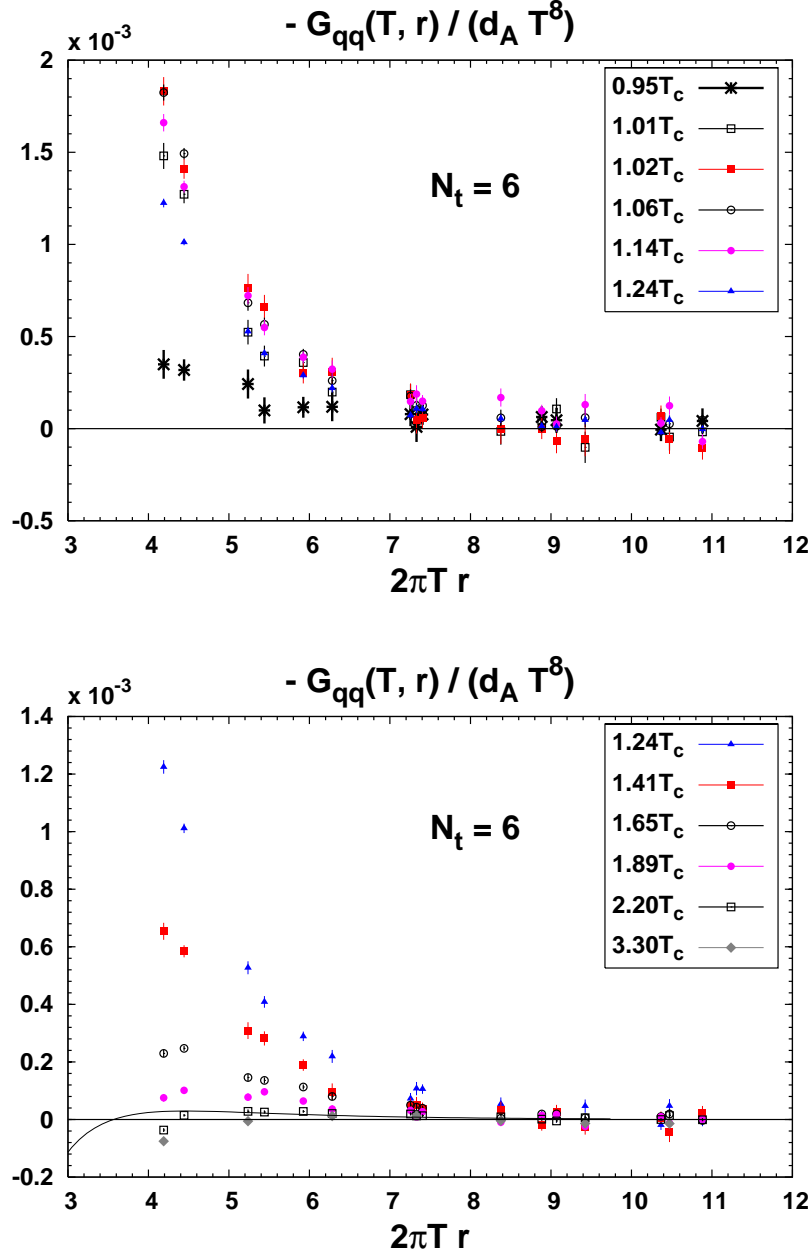 - G_qq(T, r) / (d_A T^8)
x 10^-3
2
1.5
1
0.5
0
-0.5
N_t = 6
0.95T_c
1.01T_c
1.02T_c
1.06T_c
1.14T_c
1.24T_c
3 4 5 6 7 8 9 10 11 12
2πT r
- G_qq(T, r) / (d_A T^8)
x 10^-3
1.4
1.2
1
0.8
0.6
0.4
0.2
0
-0.2
N_t = 6
1.24T_c
1.41T_c
1.65T_c
1.89T_c
2.20T_c
3.30T_c
3 4 5 6 7 8 9 10 11 12
2πT r